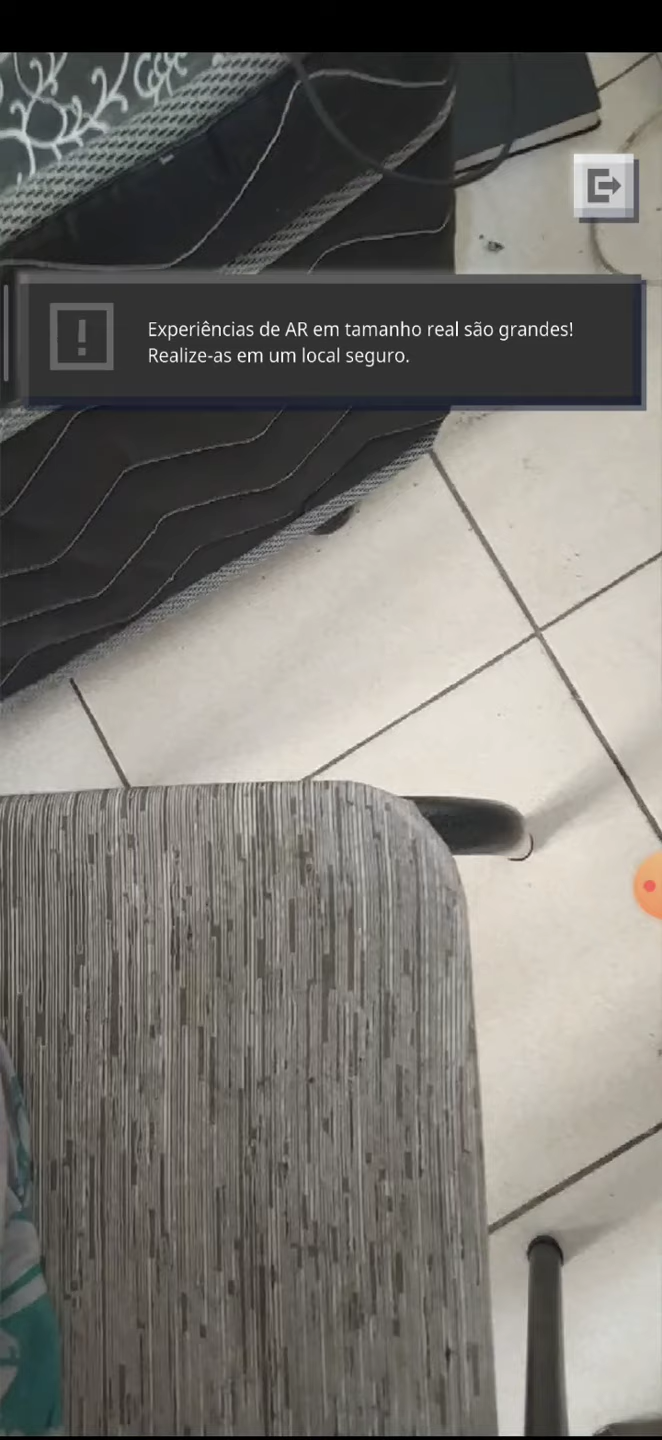 Experiências de AR em tamanho real são grandes!
Realize-as em um local seguro.